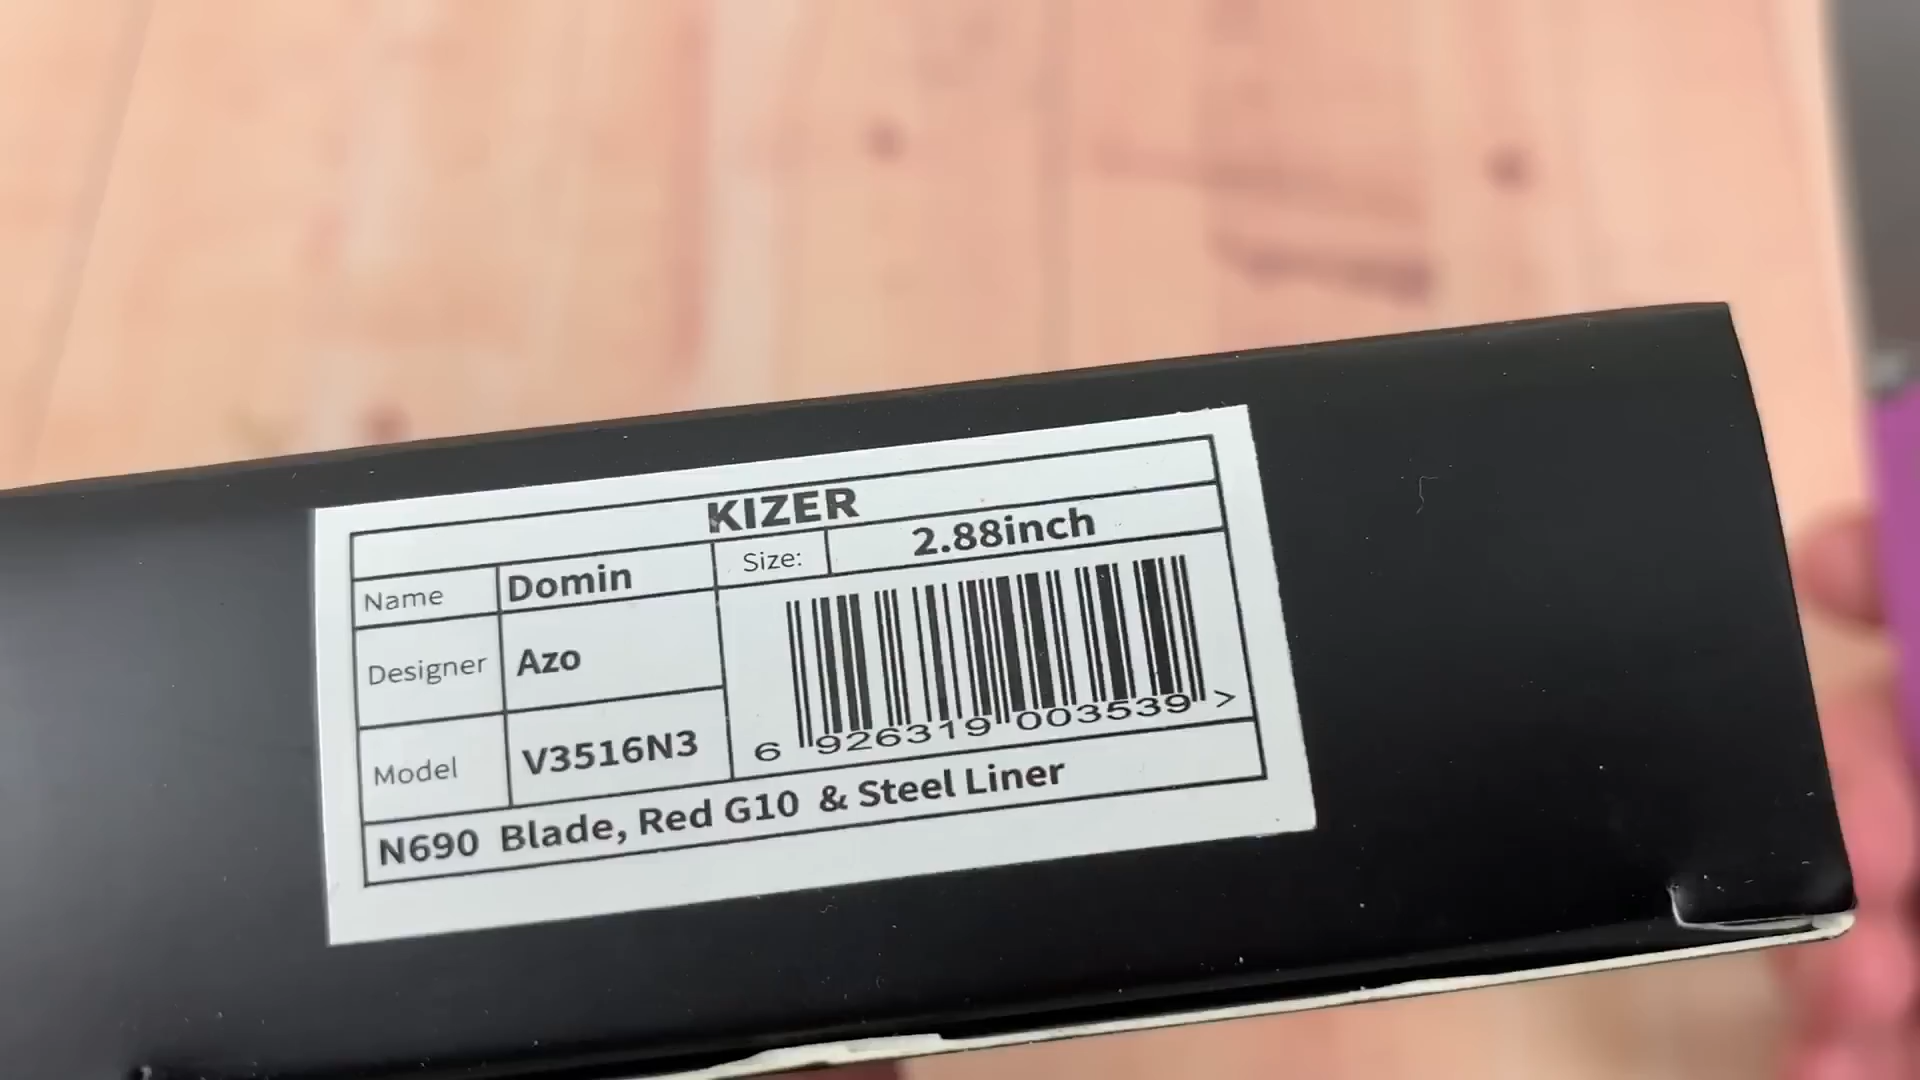 KIZER
Name Domin Size: 2.88inch
Designer Azo
Model V3516N3
6 926319 003539 >
N690 Blade, Red G10 & Steel Liner